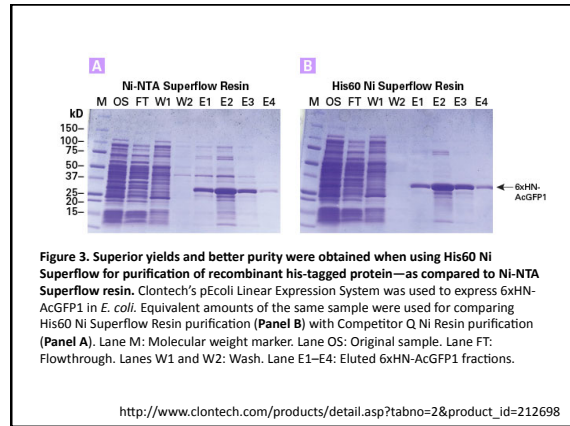 A
B
Ni-NTA Superflow Resin
His60 Ni Superflow Resin
M OS FT W1 W2 E1 E2 E3 E4
M OS FT W1 W2 E1 E2 E3 E4
kD
150–
100–
75–
50–
37–
25–
20–
15–
6xHN-
AcGFP1
Figure 3. Superior yields and better purity were obtained when using His60 Ni
Superflow for purification of recombinant his-tagged protein—as compared to Ni-NTA
Superflow resin. Clontech's pEcoli Linear Expression System was used to express 6xHN-
AcGFP1 in E. coli. Equivalent amounts of the same sample were used for comparing
His60 Ni Superflow Resin purification (Panel B) with Competitor Q Ni Resin purification
(Panel A). Lane M: Molecular weight marker. Lane OS: Original sample. Lane FT:
Flowthrough. Lanes W1 and W2: Wash. Lane E1–E4: Eluted 6xHN-AcGFP1 fractions.
http://www.clontech.com/products/detail.asp?tabno=2&product_id=212698